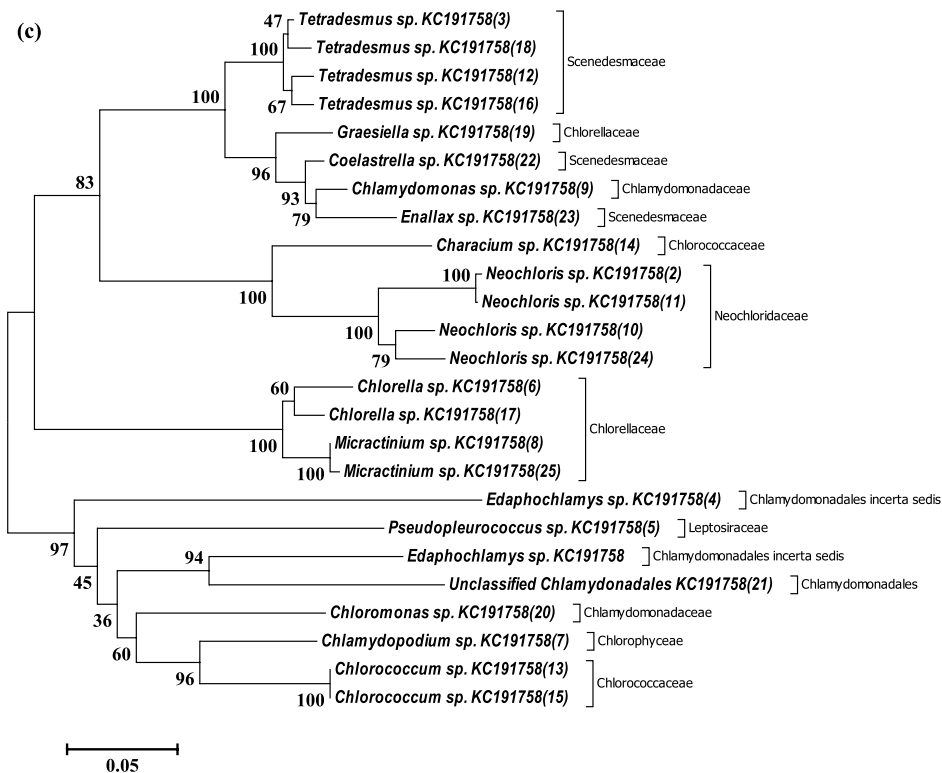 (c)
47 Tetradesmus sp. KC191758(3)
100 Tetradesmus sp. KC191758(18)
Scenedesmaceae
Tetradesmus sp. KC191758(12)
100
67 Tetradesmus sp. KC191758(16)
Graesiella sp. KC191758(19) Chlorellaceae
Coelastrella sp. KC191758(22) Scenedesmaceae
96
83
Chlamydomonas sp. KC191758(9) Chlamydomonadaceae
93
79 Enallax sp. KC191758(23) Scenedesmaceae
Characium sp. KC191758(14) Chlorococcaceae
100 Neochloris sp. KC191758(2)
100
Neochloris sp. KC191758(11)
Neochloridaceae
100 Neochloris sp. KC191758(10)
79 Neochloris sp. KC191758(24)
60 Chlorella sp. KC191758(6)
Chlorella sp. KC191758(17)
Chlorellaceae
100 Micractinium sp. KC191758(8)
100 Micractinium sp. KC191758(25)
Edaphochlamys sp. KC191758(4) Chlamydomonadales incerta sedis
Pseudopleurococcus sp. KC191758(5) Leptosiraceae
97
94 Edaphochlamys sp. KC191758 Chlamydomonadales incerta sedis
45
Unclassified Chlamydonadales KC191758(21) Chlamydomonadales
36 Chloromonas sp. KC191758(20) Chlamydomonadaceae
Chlamydopodium sp. KC191758(7) Chlorophyceae
60
Chlorococcum sp. KC191758(13)
96
Chlorococcaceae
100 Chlorococcum sp. KC191758(15)
0.05